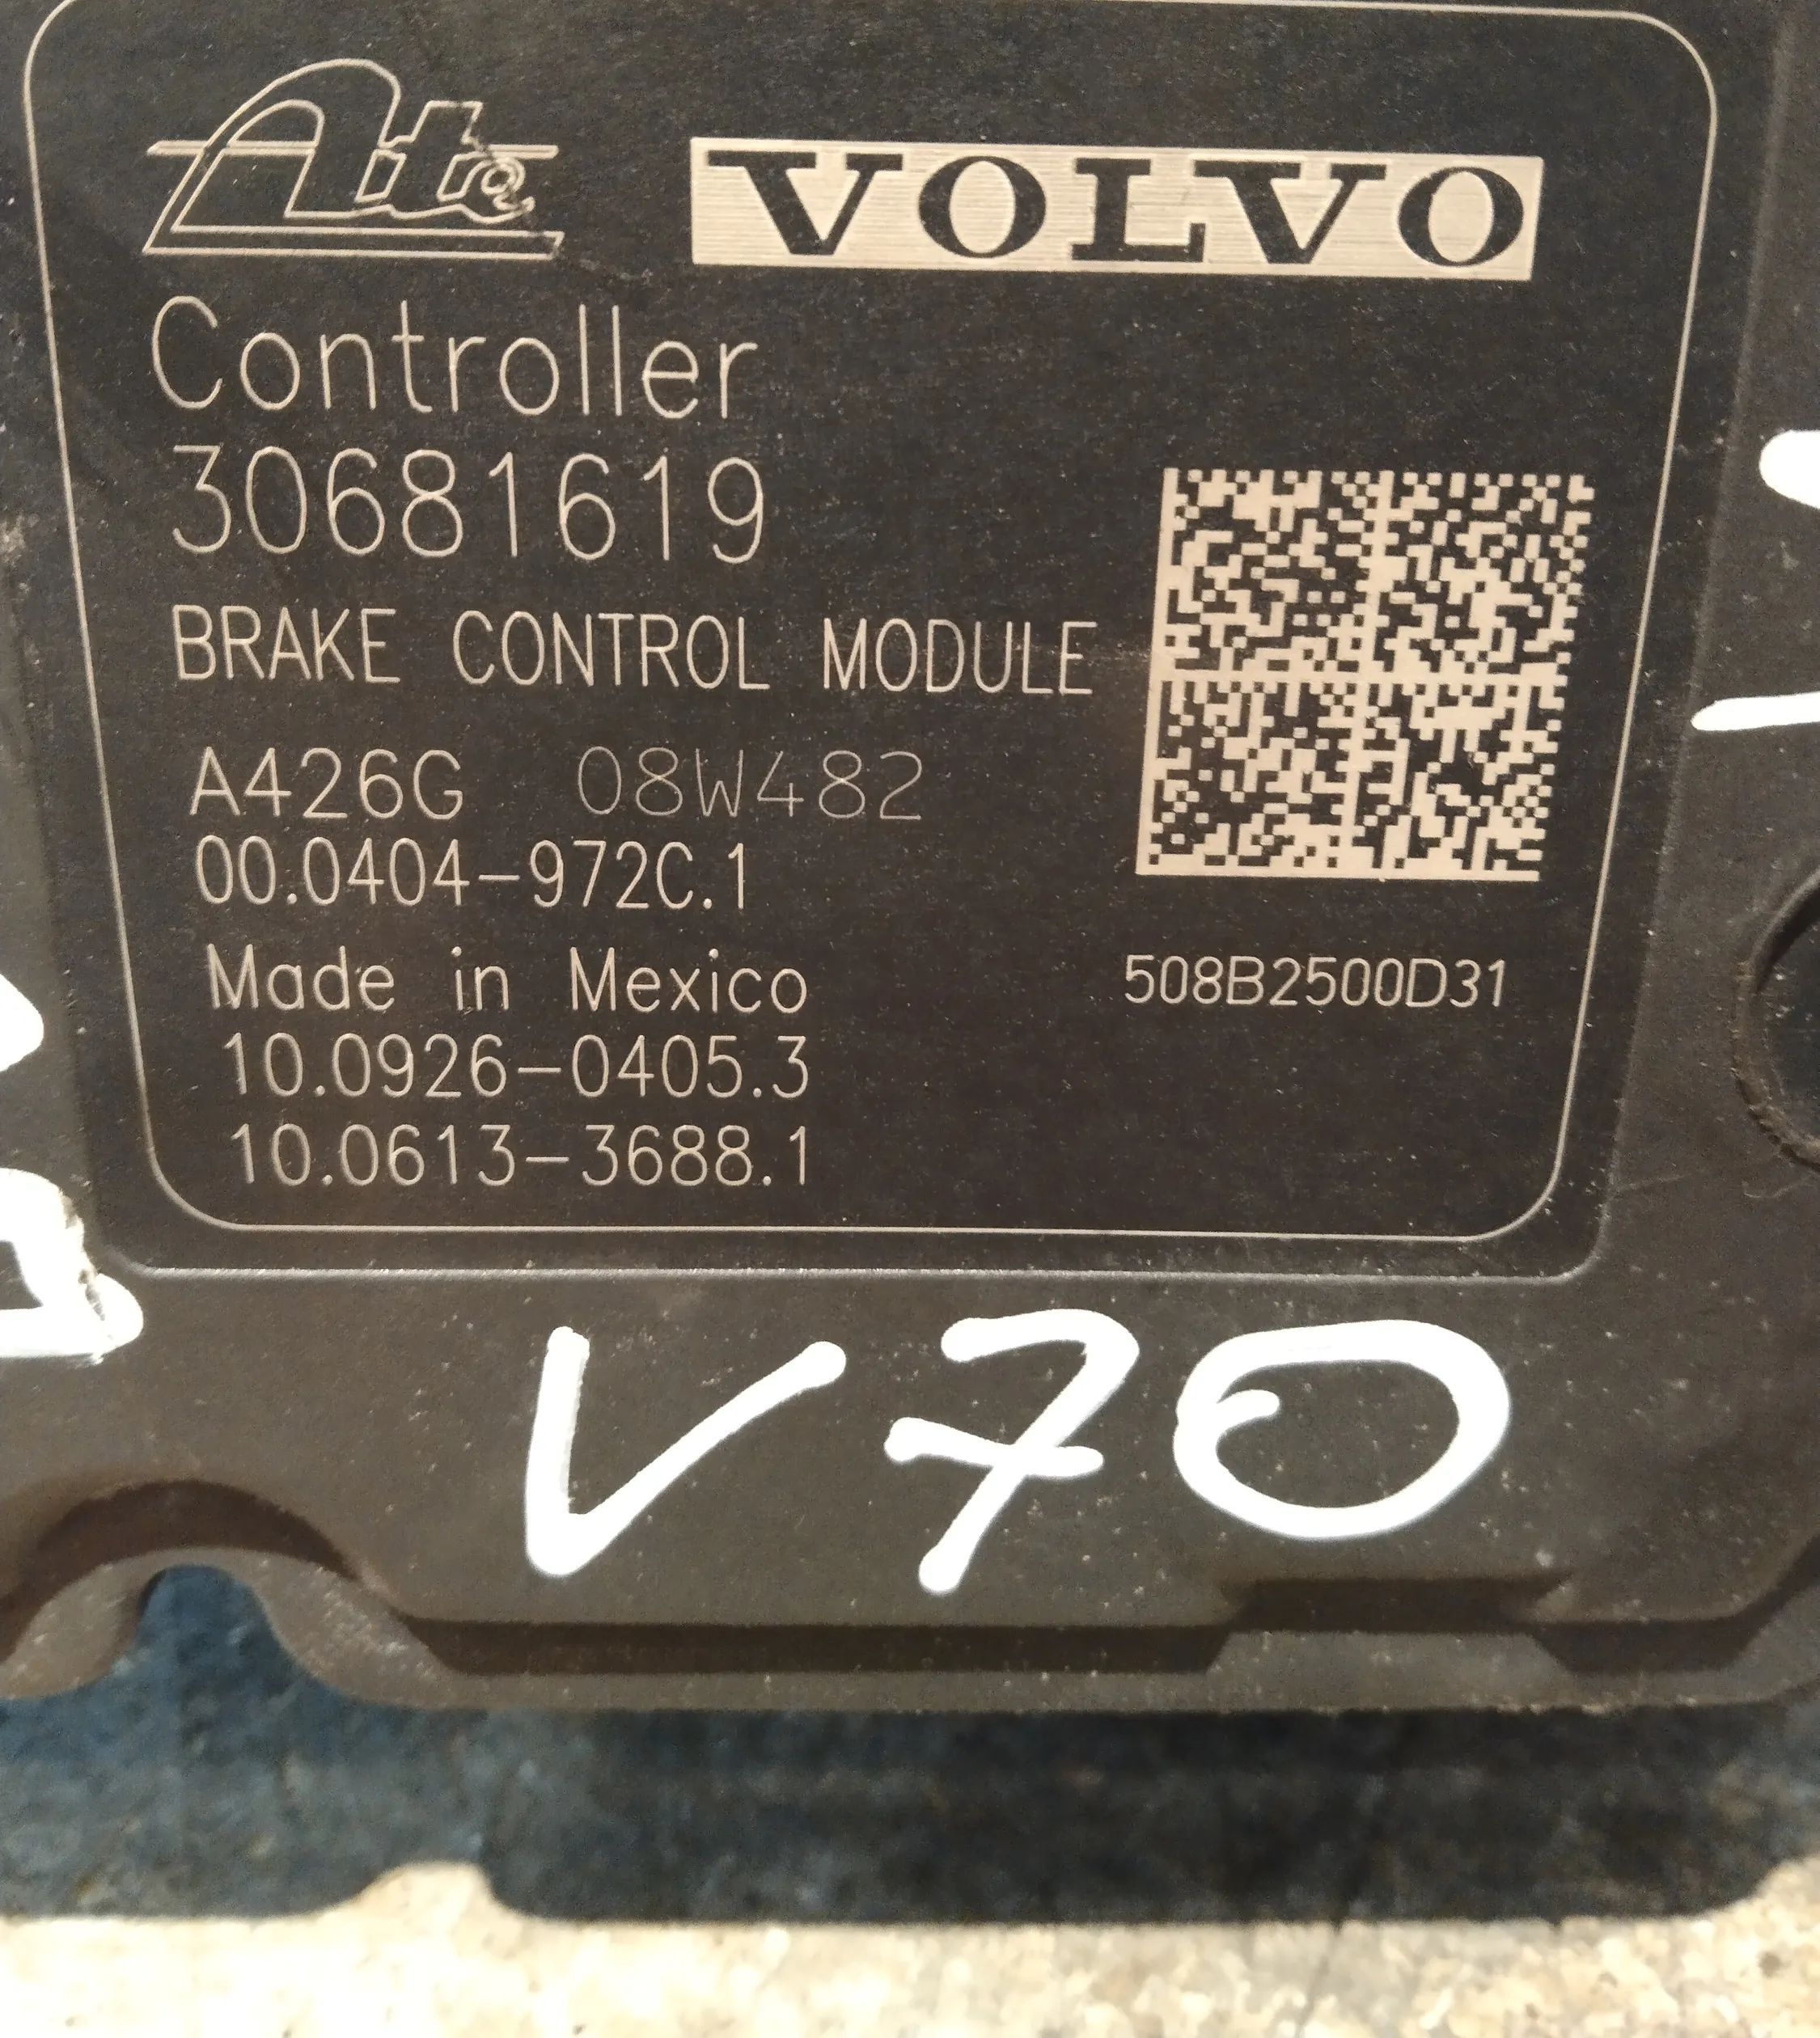 Ate VOLVO
Controller
30681619
BRAKE CONTROL MODULE
A426G 08W482
00.0404-972C.1
Made in Mexico 508B2500D31
10.0926-0405.3
10.0613-3688.1
V70